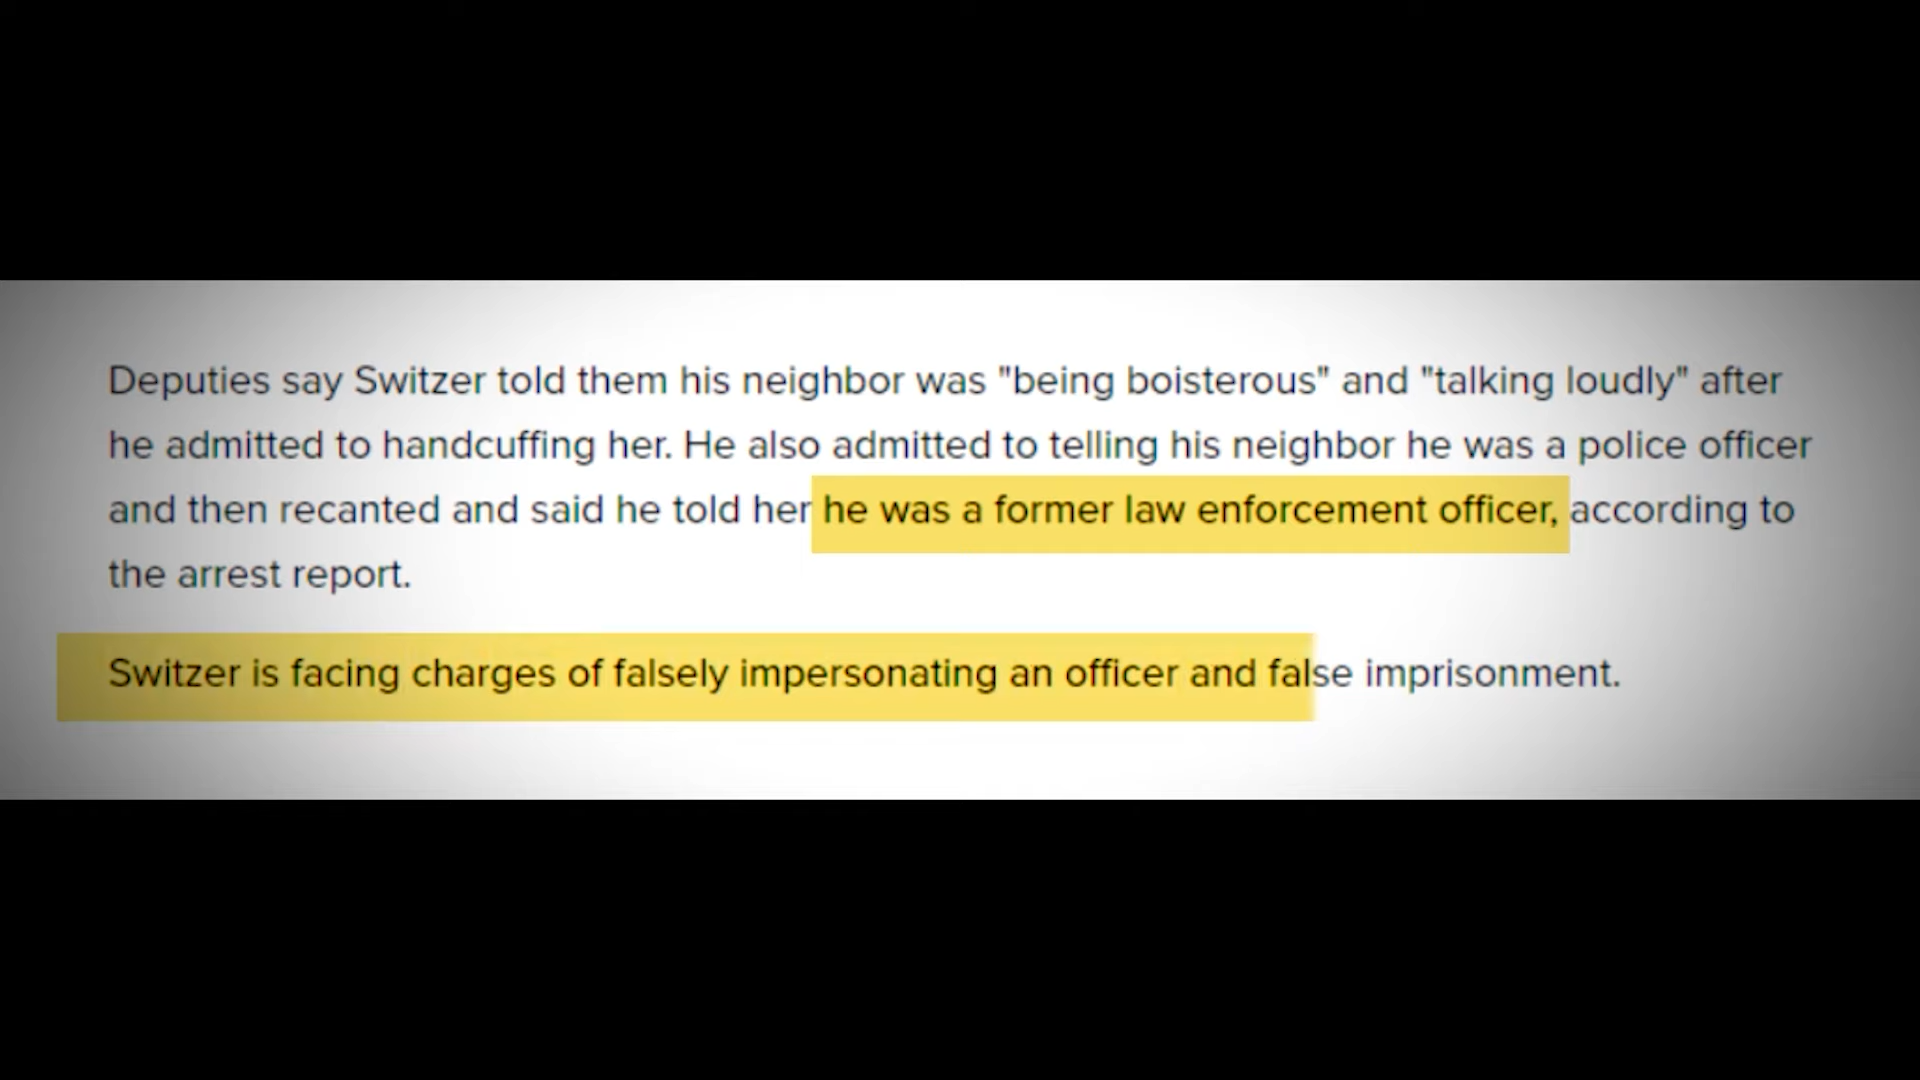 Deputies say Switzer told them his neighbor was "being boisterous" and "talking loudly" after
he admitted to handcuffing her. He also admitted to telling his neighbor he was a police officer
and then recanted and said he told her he was a former law enforcement officer, according to
the arrest report.
Switzer is facing charges of falsely impersonating an officer and false imprisonment.